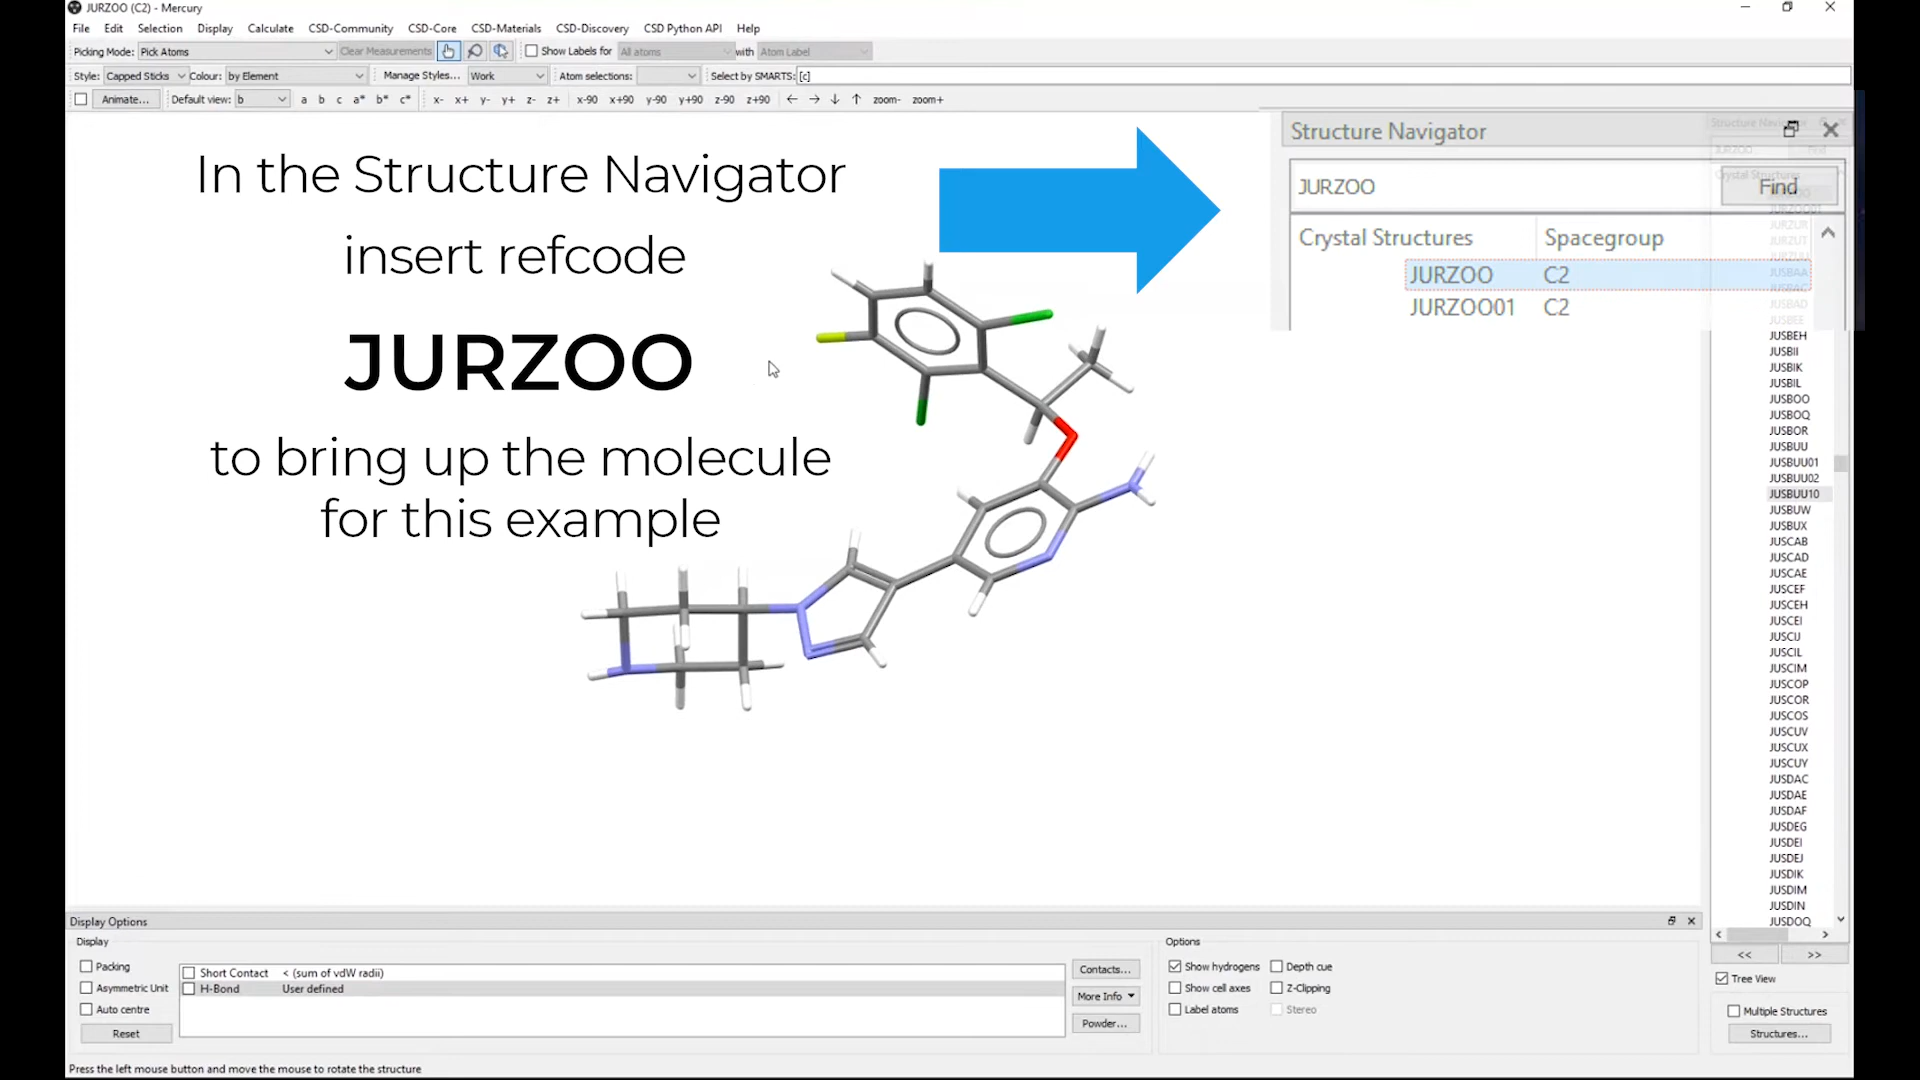 JURZOO (C2) - Mercury
File Edit Selection Display Calculate CSD-Community CSD-Core CSD-Materials CSD-Discovery CSD Python API Help
Picking Mode: Pick Atoms Clear Measurements Show Labels for All atoms with Atom Label
Style: Capped Sticks Colour: by Element Manage Styles... Work Atom selections: Select by SMARTS: [c]
Animate... Default view: b a b c a* b* c* x- x+ y- y+ z- z+ x-90 x+90 y-90 y+90 z-90 z+90 zoom- zoom+
In the Structure Navigator
insert refcode
JURZOO
to bring up the molecule
for this example
Structure Navigator
JURZOO Find
Crystal Structures Spacegroup
JURZOO C2
JURZOO01 C2
JUSBEH
JUSBII
JUSBIK
JUSBIL
JUSBOO
JUSBOQ
JUSBOR
JUSBUU
JUSBUU01
JUSBUU02
JUSBUU10
JUSBUW
JUSBUX
JUSCAB
JUSCAD
JUSCAE
JUSCEF
JUSCEH
JUSCEI
JUSCIJ
JUSCIL
JUSCIM
JUSCOP
JUSCOR
JUSCOS
JUSCUV
JUSCUX
JUSCUY
JUSDAC
JUSDAE
JUSDAF
JUSDEG
JUSDEI
JUSDEJ
JUSDIK
JUSDIM
JUSDIN
JUSDOQ
<< >>
Tree View
Multiple Structures
Structures...
Display Options
Display
Packing
Asymmetric Unit
Auto centre
Reset
Short Contact < (sum of vdW radii)
H-Bond User defined
Contacts...
More Info
Powder...
Options
Show hydrogens Depth cue
Show cell axes Z-Clipping
Label atoms Stereo
Press the left mouse button and move the mouse to rotate the structure